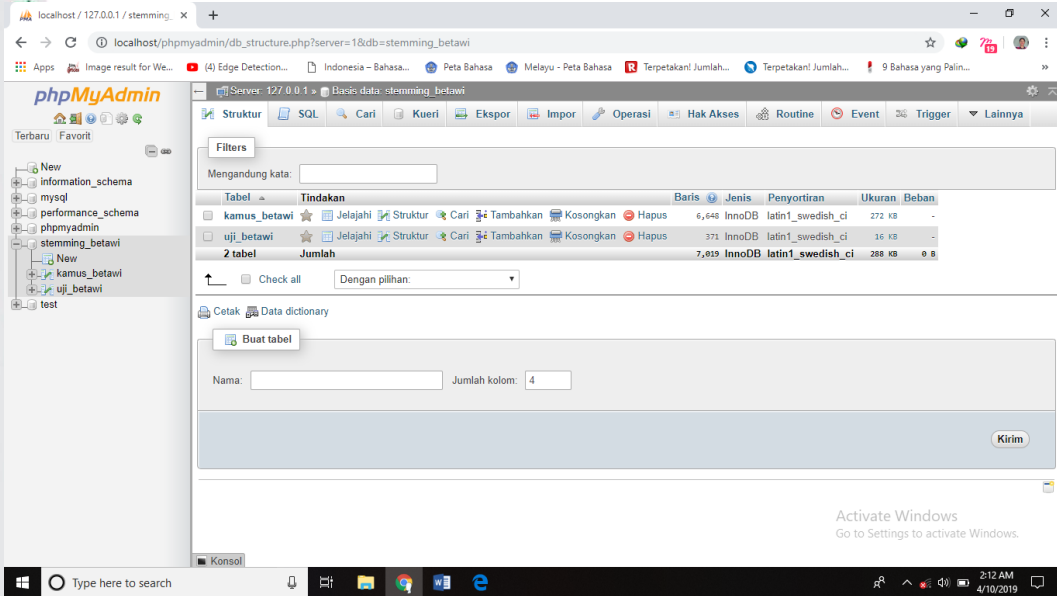 localhost / 127.0.0.1 / stemming_
localhost/phpmyadmin/db_structure.php?server=1&db=stemming_betawi
Apps Image result for We... (4) Edge Detection... Indonesia – Bahasa... Peta Bahasa Melayu - Peta Bahasa Terpetakan! Jumlah... Terpetakan! Jumlah... 9 Bahasa yang Palin... »
phpMyAdmin
Terbaru Favorit
New
information_schema
mysql
performance_schema
phpmyadmin
stemming_betawi
New
kamus_betawi
uji_betawi
test
Server: 127.0.0.1 » Basis data: stemming_betawi
Struktur SQL Cari Kueri Ekspor Impor Operasi Hak Akses Routine Event Trigger Lainnya
Filters
Mengandung kata:
Tabel Tindakan Baris Jenis Penyortiran Ukuran Beban
kamus_betawi Jelajahi Struktur Cari Tambahkan Kosongkan Hapus 6,648 InnoDB latin1_swedish_ci 272 KB -
uji_betawi Jelajahi Struktur Cari Tambahkan Kosongkan Hapus 371 InnoDB latin1_swedish_ci 16 KB -
2 tabel Jumlah 7,019 InnoDB latin1_swedish_ci 288 KB 0 B
Check all Dengan pilihan:
Cetak Data dictionary
Buat tabel
Nama: Jumlah kolom: 4
Kirim
Activate Windows
Go to Settings to activate Windows.
Konsol
Type here to search
2:12 AM
4/10/2019